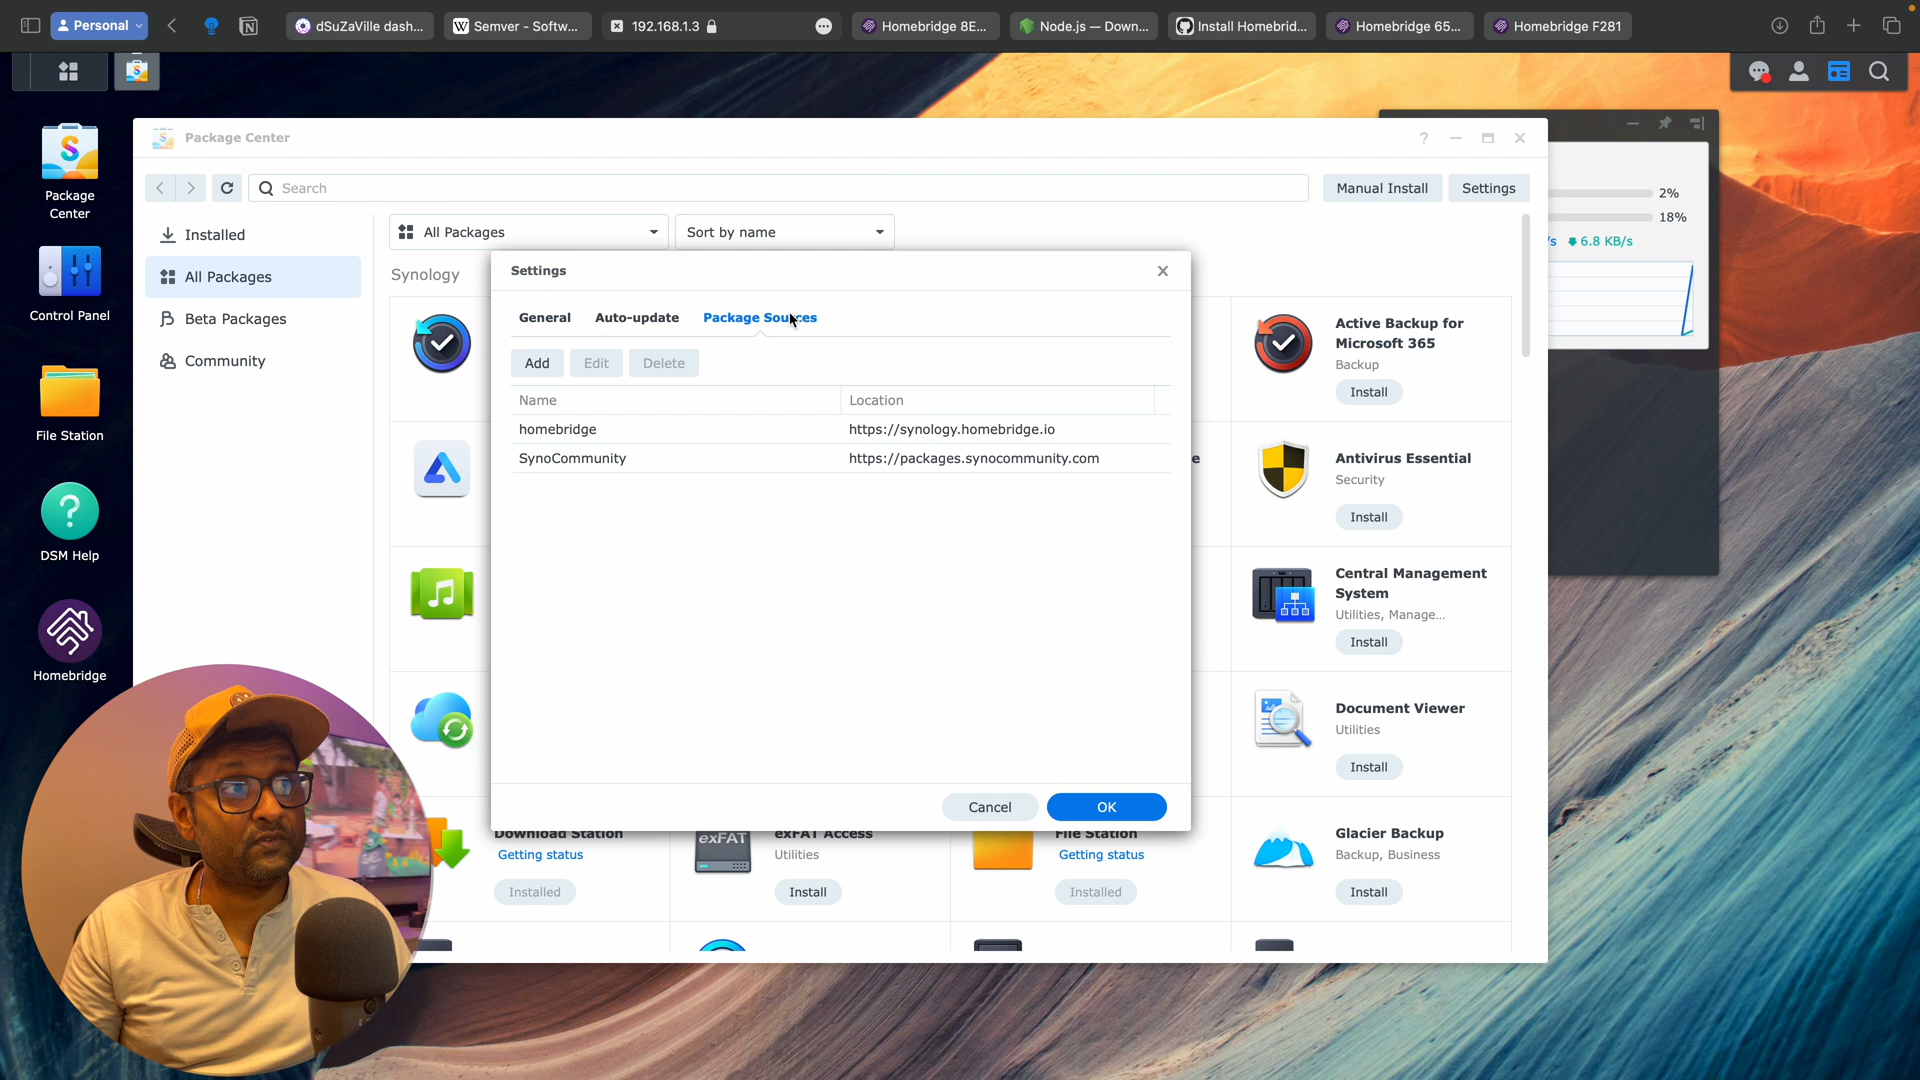 Personal
dSuZaVille dash...
Semver - Softw...
192.168.1.3
Homebridge 8E...
Node.js — Down...
Install Homebrid...
Homebridge 65...
Homebridge F281
Package
Center
Control Panel
File Station
DSM Help
Homebridge
Package Center
Search
Manual Install
Settings
Installed
All Packages
Beta Packages
Community
All Packages
Sort by name
Synology
Settings
General
Auto-update
Package Sources
Add
Edit
Delete
Name
Location
homebridge
https://synology.homebridge.io
SynoCommunity
https://packages.synocommunity.com
Cancel
OK
2%
18%
6.8 KB/s
Active Backup for
Microsoft 365
Backup
Install
Antivirus Essential
Security
Install
Central Management
System
Utilities, Manage...
Install
Document Viewer
Utilities
Install
Download Station
Getting status
Installed
exFAT
exFAT Access
Utilities
Install
File Station
Getting status
Installed
Glacier Backup
Backup, Business
Install